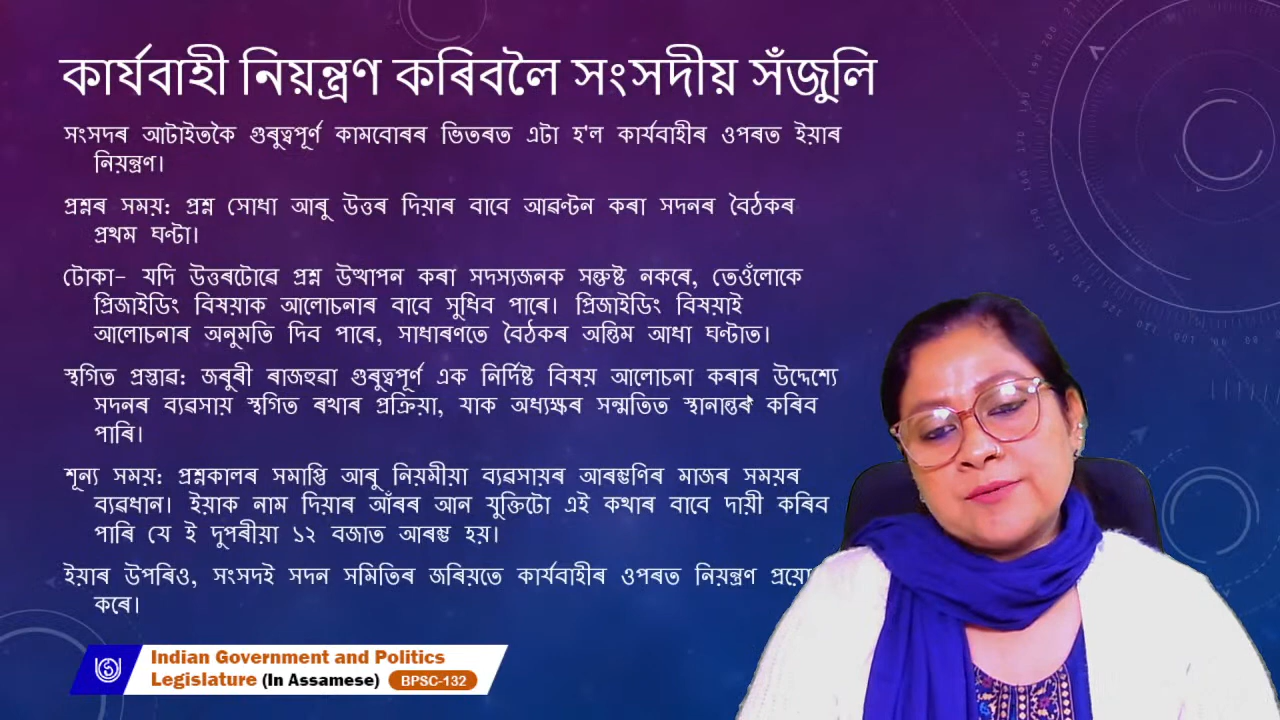 কাৰ্যবাহী নিয়ন্ত্ৰণ কৰিবলৈ সংসদীয় সঁজুলি
সংসদৰ আটাইতকৈ গুৰুত্বপূৰ্ণ কামবোৰৰ ভিতৰত এটা হ'ল কাৰ্যবাহীৰ ওপৰত ইয়াৰ
নিয়ন্ত্ৰণ।
প্ৰশ্নৰ সময়: প্ৰশ্ন সোধা আৰু উত্তৰ দিয়াৰ বাবে আৱণ্টন কৰা সদনৰ বৈঠকৰ
প্ৰথম ঘণ্টা।
টোকা– যদি উত্তৰটোৱে প্ৰশ্ন উত্থাপন কৰা সদস্যজনক সন্তুষ্ট নকৰে, তেওঁলোকে
প্ৰিজাইডিং বিষয়াক আলোচনাৰ বাবে সুধিব পাৰে। প্ৰিজাইডিং বিষয়াই
আলোচনাৰ অনুমতি দিব পাৰে, সাধাৰণতে বৈঠকৰ অন্তিম আধা ঘণ্টাত।
স্থগিত প্ৰস্তাৱ: জৰুৰী ৰাজহুৱা গুৰুত্বপূৰ্ণ এক নিৰ্দিষ্ট বিষয় আলোচনা কৰাৰ উদ্দেশ্যে
সদনৰ ব্যৱসায় স্থগিত ৰখাৰ প্ৰক্ৰিয়া, যাক অধ্যক্ষৰ সন্মতিত স্থানান্তৰ কৰিব
পাৰি।
শূন্য সময়: প্ৰশ্নকালৰ সমাপ্তি আৰু নিয়মীয়া ব্যৱসায়ৰ আৰম্ভণিৰ মাজৰ সময়ৰ
ব্যৱধান। ইয়াক নাম দিয়াৰ আঁৰৰ আন যুক্তিটো এই কথাৰ বাবে দায়ী কৰিব
পাৰি যে ই দুপৰীয়া ১২ বজাত আৰম্ভ হয়।
ইয়াৰ উপৰিও, সংসদই সদন সমিতিৰ জৰিয়তে কাৰ্যবাহীৰ ওপৰত নিয়ন্ত্ৰণ
কৰে।
Indian Government and Politics
Legislature (In Assamese) BPSC-132